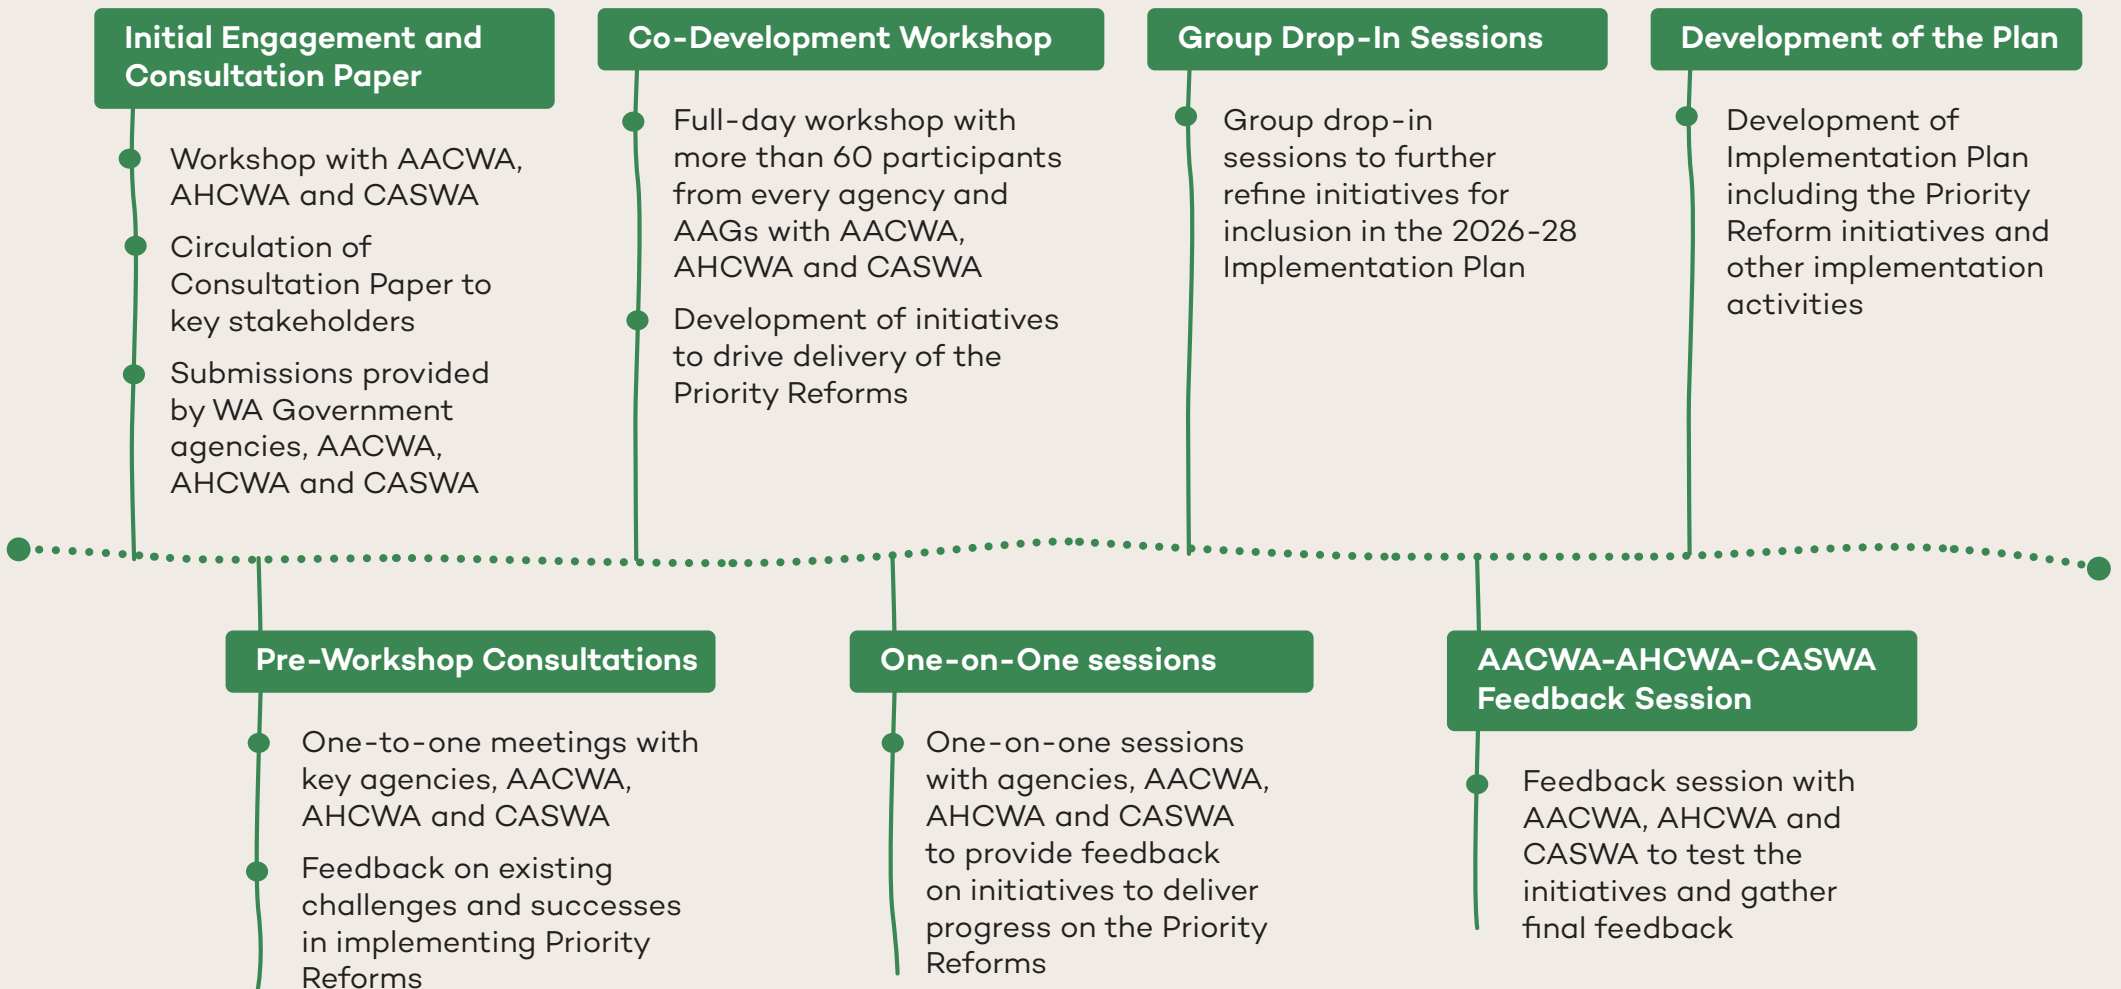 Initial Engagement and
Consultation Paper
Workshop with AACWA,
AHCWA and CASWA
Circulation of
Consultation Paper to
key stakeholders
Submissions provided
by WA Government
agencies, AACWA,
AHCWA and CASWA
Co-Development Workshop
Full-day workshop with
more than 60 participants
from every agency and
AAGs with AACWA,
AHCWA and CASWA
Development of initiatives
to drive delivery of the
Priority Reforms
Group Drop-In Sessions
Group drop-in
sessions to further
refine initiatives for
inclusion in the 2026-28
Implementation Plan
Development of the Plan
Development of
Implementation Plan
including the Priority
Reform initiatives and
other implementation
activities
Pre-Workshop Consultations
One-to-one meetings with
key agencies, AACWA,
AHCWA and CASWA
Feedback on existing
challenges and successes
in implementing Priority
Reforms
One-on-One sessions
One-on-one sessions
with agencies, AACWA,
AHCWA and CASWA
to provide feedback
on initiatives to deliver
progress on the Priority
Reforms
AACWA-AHCWA-CASWA
Feedback Session
Feedback session with
AACWA, AHCWA and
CASWA to test the
initiatives and gather
final feedback